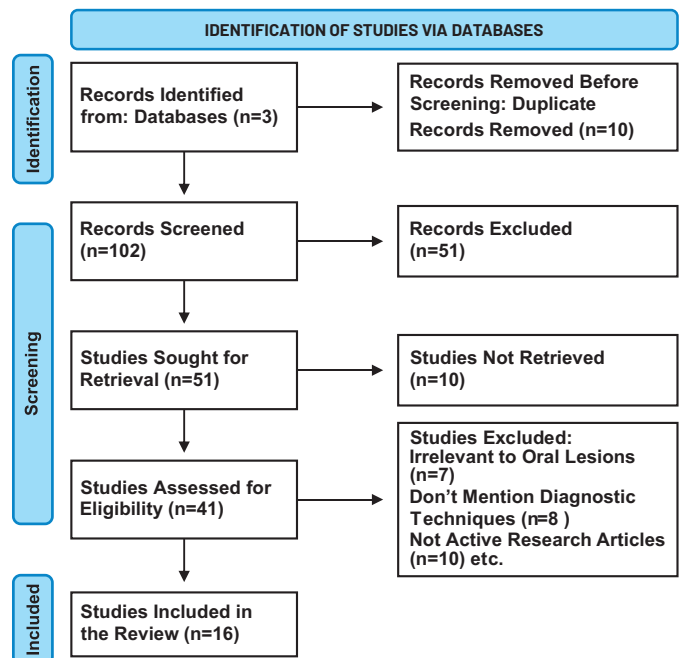 IDENTIFICATION OF STUDIES VIA DATABASES
Identification
Records Identified
from: Databases (n=3)
Records Removed Before
Screening: Duplicate
Records Removed (n=10)
Screening
Records Screened
(n=102)
Records Excluded
(n=51)
Studies Sought for
Retrieval (n=51)
Studies Not Retrieved
(n=10)
Studies Assessed for
Eligibility (n=41)
Studies Excluded:
Irrelevant to Oral Lesions
(n=7)
Don't Mention Diagnostic
Techniques (n=8 )
Not Active Research Articles
(n=10) etc.
Included
Studies Included in
the Review (n=16)